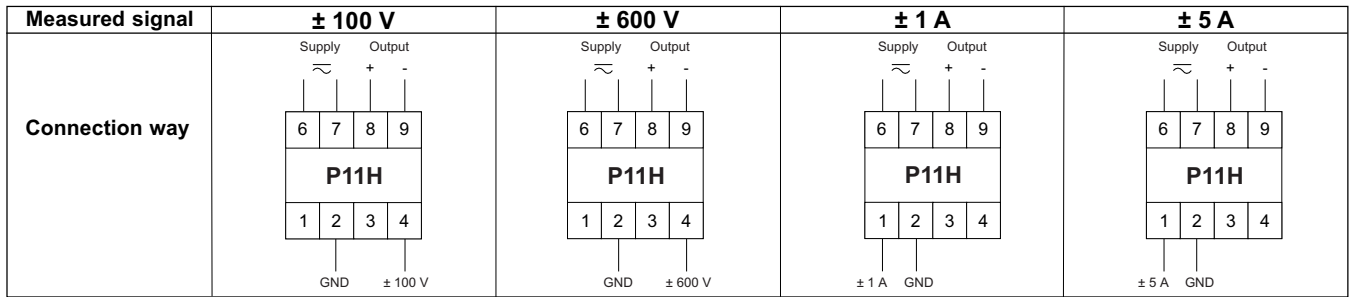 Measured signal ± 100 V ± 600 V ± 1 A ± 5 A
Connection way
Supply Output
+ -
6 7 8 9
P11H
1 2 3 4
GND ± 100 V
Supply Output
+ -
6 7 8 9
P11H
1 2 3 4
GND ± 600 V
Supply Output
+ -
6 7 8 9
P11H
1 2 3 4
± 1 A GND
Supply Output
+ -
6 7 8 9
P11H
1 2 3 4
± 5 A GND